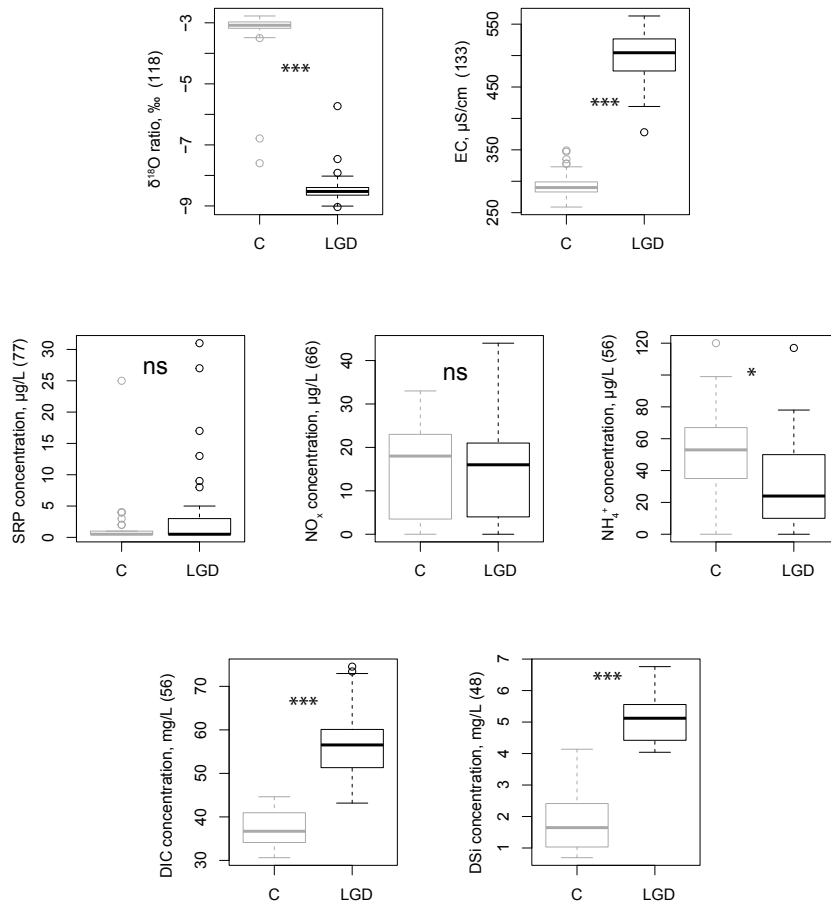 δ¹⁸O ratio, ‰ (118)
-3
-5
-7
-9
***
C LGD
EC, µS/cm (133)
550
450
350
250
***
C LGD
SRP concentration, µg/L (77)
30
25
20
15
10
5
0
ns
C LGD
NOₓ concentration, µg/L (66)
40
30
20
10
0
ns
C LGD
NH₄⁺ concentration, µg/L (56)
120
80
60
40
20
0
*
C LGD
DIC concentration, mg/L (56)
70
60
50
40
30
***
C LGD
DSi concentration, mg/L (48)
7
6
5
4
3
2
1
***
C LGD